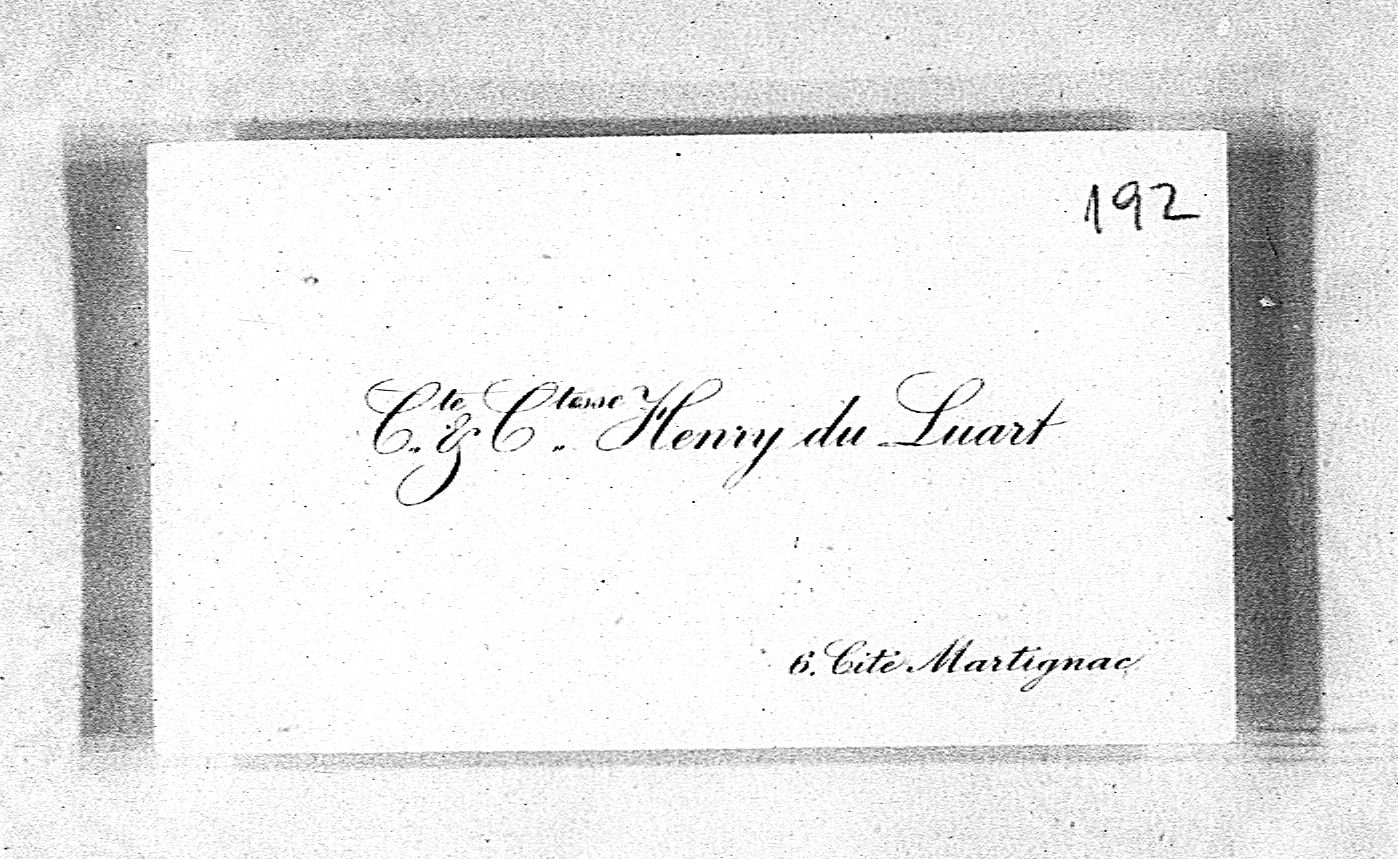 192
Cte & Ctesse Henry du Luart
6. Cité Martignac